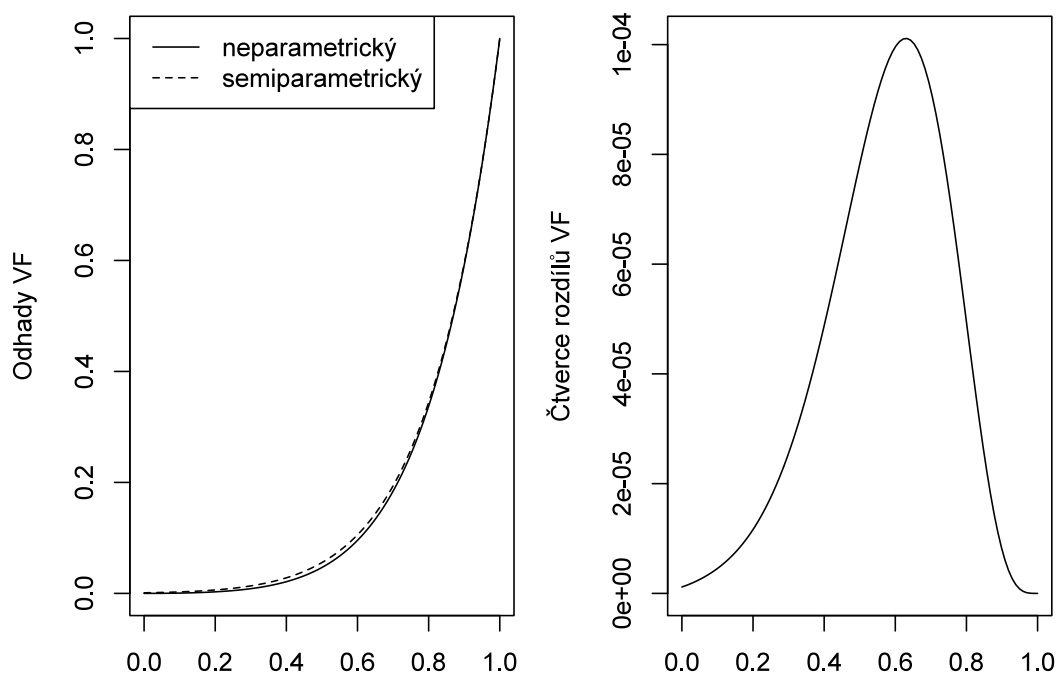 neparametrický
semiparametrický
Odhady VF
1.0
0.8
0.6
0.4
0.2
0.0
0.0 0.2 0.4 0.6 0.8 1.0
Čtverce rozdílů VF
1e-04
8e-05
6e-05
4e-05
2e-05
0e+00
0.0 0.2 0.4 0.6 0.8 1.0